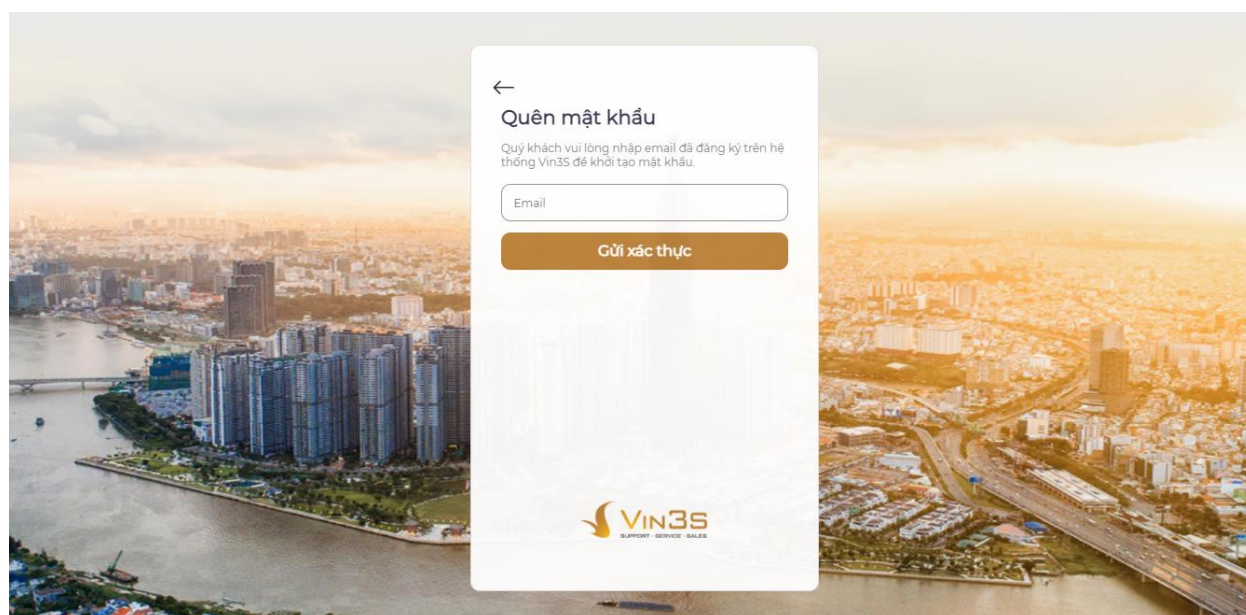 Quên mật khẩu
Quý khách vui lòng nhập email đã đăng ký trên hệ
thống Vin3S để khởi tạo mật khẩu.
Email
Gửi xác thực
VIN3S
SUPPORT - SERVICE - SALES